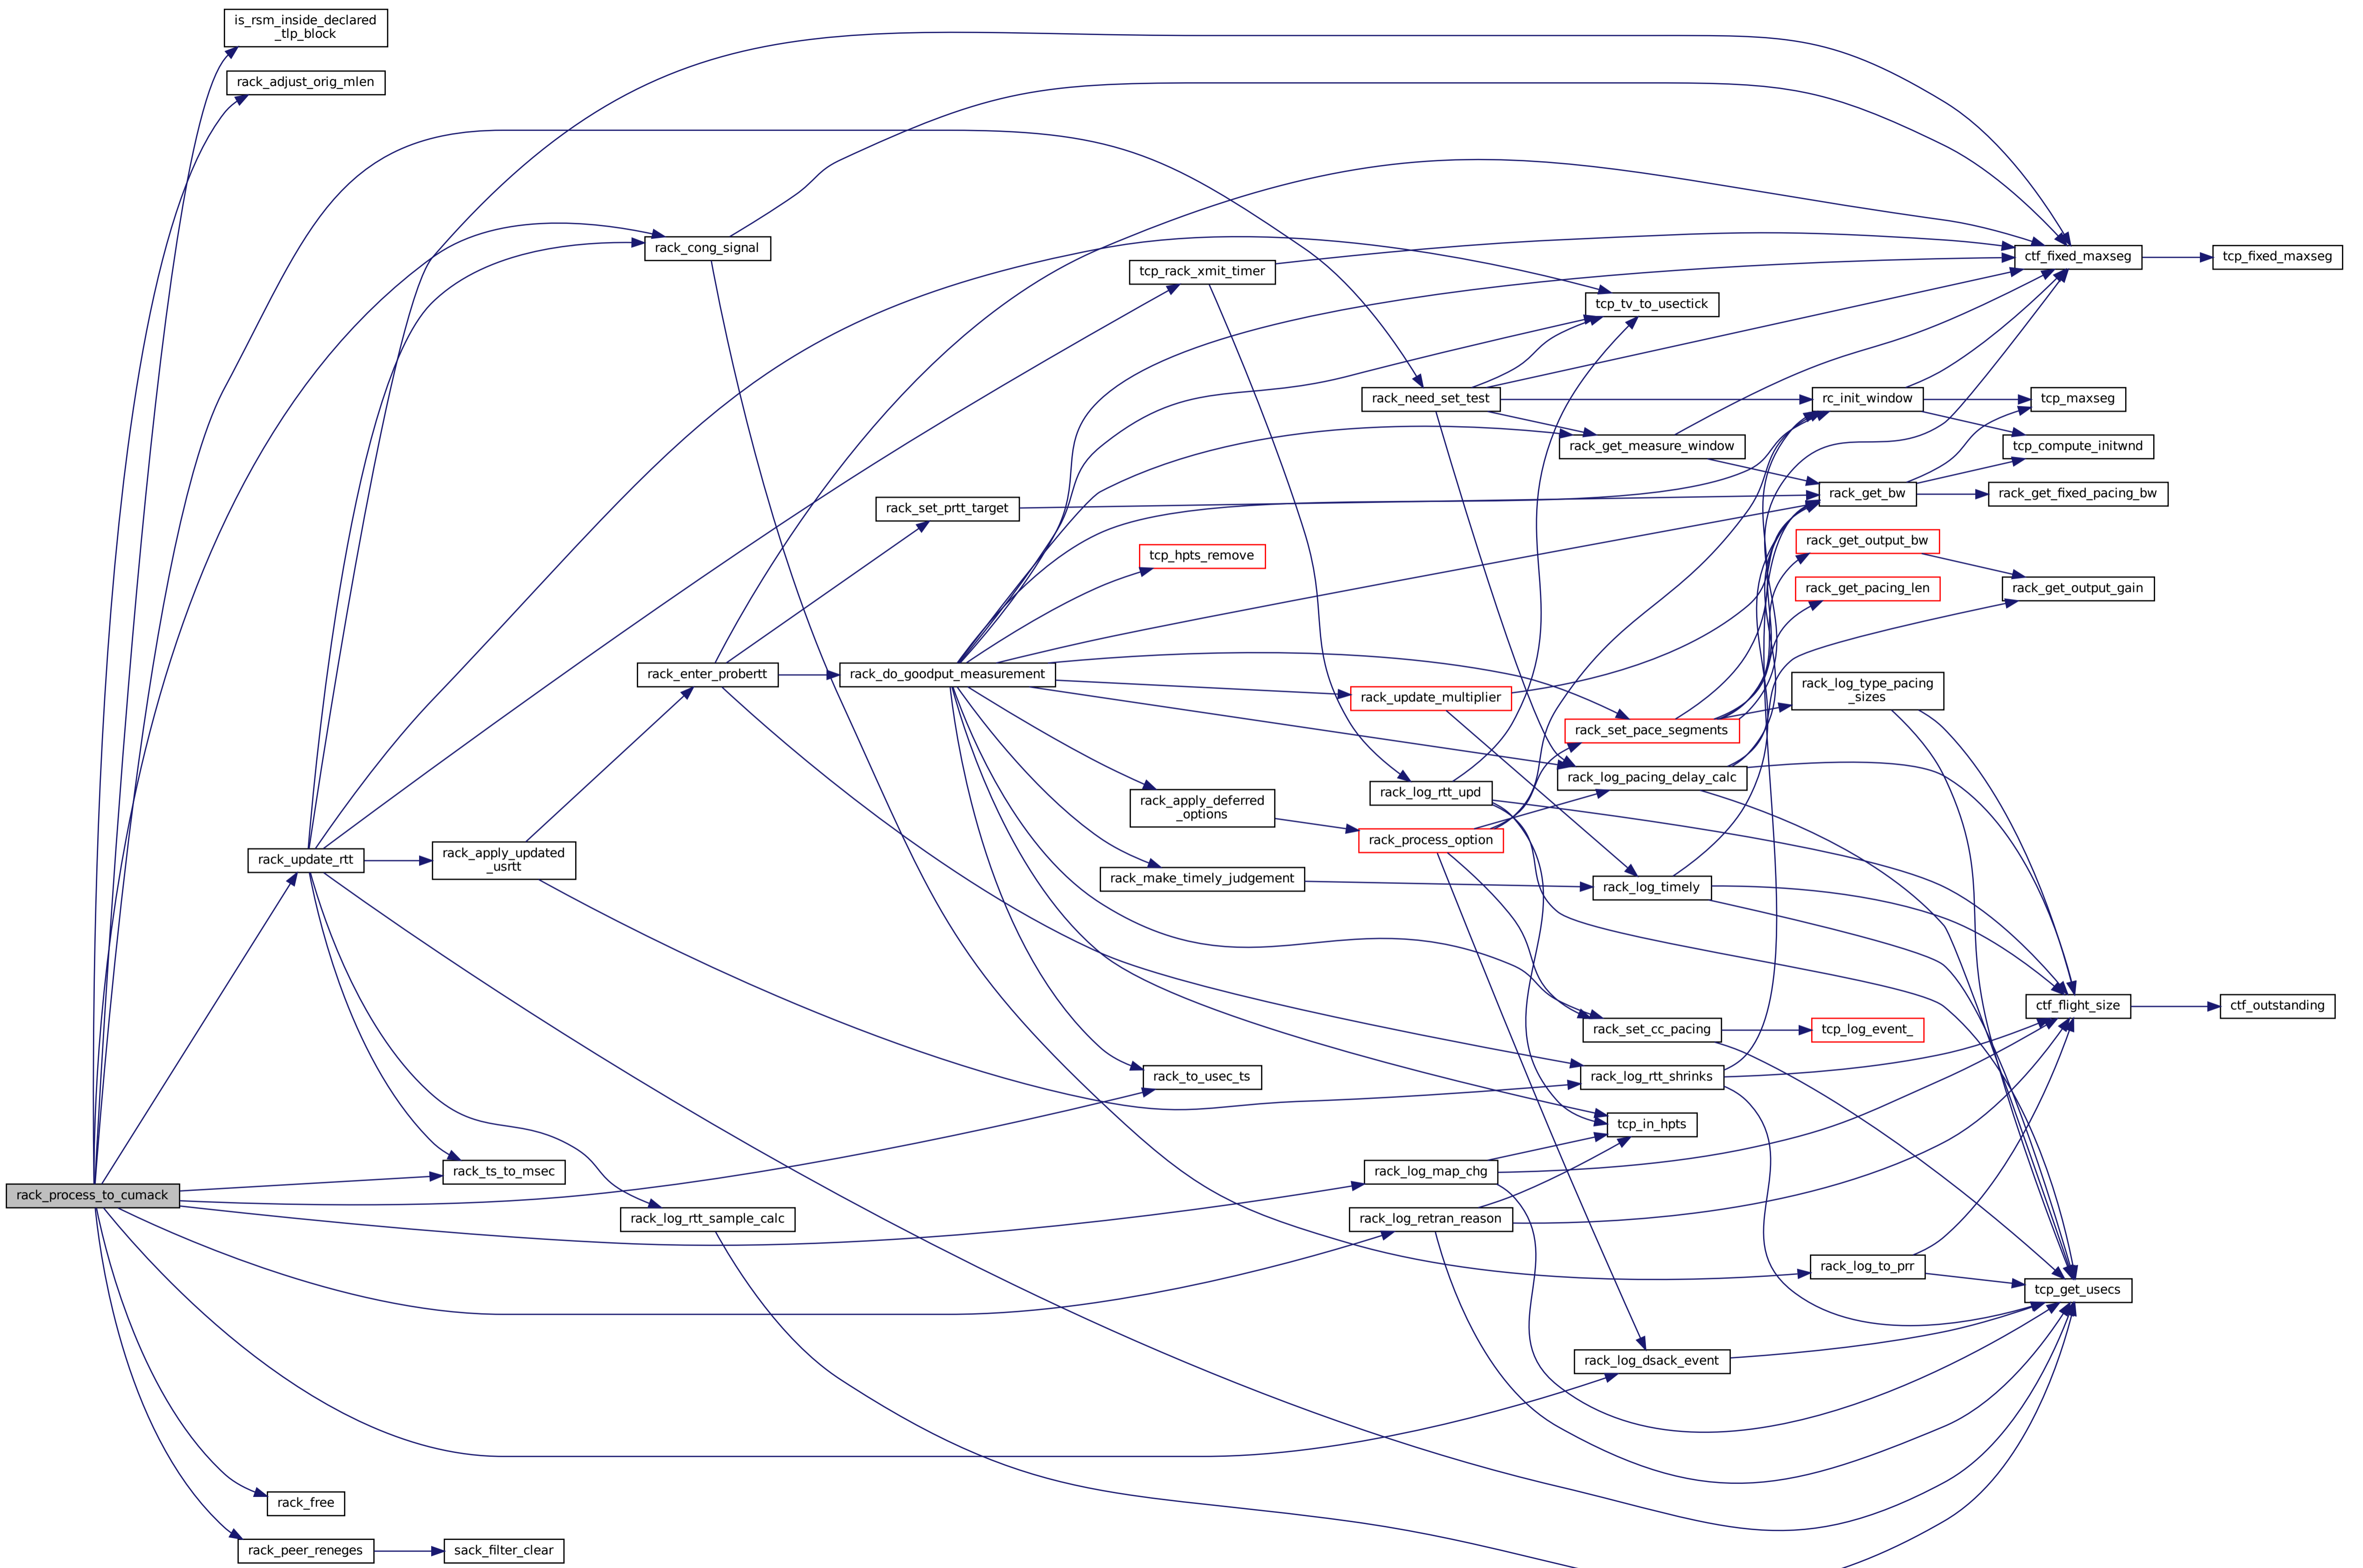 is_rsm_inside_declared
_tlp_block
rack_adjust_orig_mlen
rack_cong_signal
tcp_rack_xmit_timer
ctf_fixed_maxseg
tcp_fixed_maxseg
tcp_tv_to_usectick
rack_need_set_test
rc_init_window
tcp_maxseg
rack_get_measure_window
tcp_compute_initwnd
rack_get_bw
rack_get_fixed_pacing_bw
rack_set_prtt_target
rack_get_output_bw
tcp_hpts_remove
rack_get_pacing_len
rack_get_output_gain
rack_enter_probertt
rack_do_goodput_measurement
rack_update_multiplier
rack_log_type_pacing
_sizes
rack_set_pace_segments
rack_log_pacing_delay_calc
rack_log_rtt_upd
rack_apply_deferred
_options
rack_process_option
rack_update_rtt
rack_apply_updated
_usrtt
rack_make_timely_judgement
rack_log_timely
ctf_flight_size
ctf_outstanding
rack_set_cc_pacing
tcp_log_event_
rack_to_usec_ts
rack_log_rtt_shrinks
tcp_in_hpts
rack_ts_to_msec
rack_log_map_chg
rack_process_to_cumack
rack_log_rtt_sample_calc
rack_log_retran_reason
rack_log_to_prr
tcp_get_usecs
rack_log_dsack_event
rack_free
rack_peer_reneges
sack_filter_clear